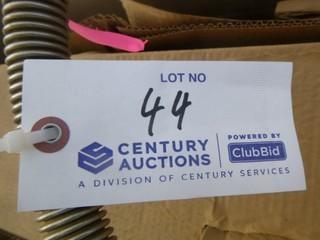 LOT NO
44
CENTURY AUCTIONS
POWERED BY
ClubBid
A DIVISION OF CENTURY SERVICES